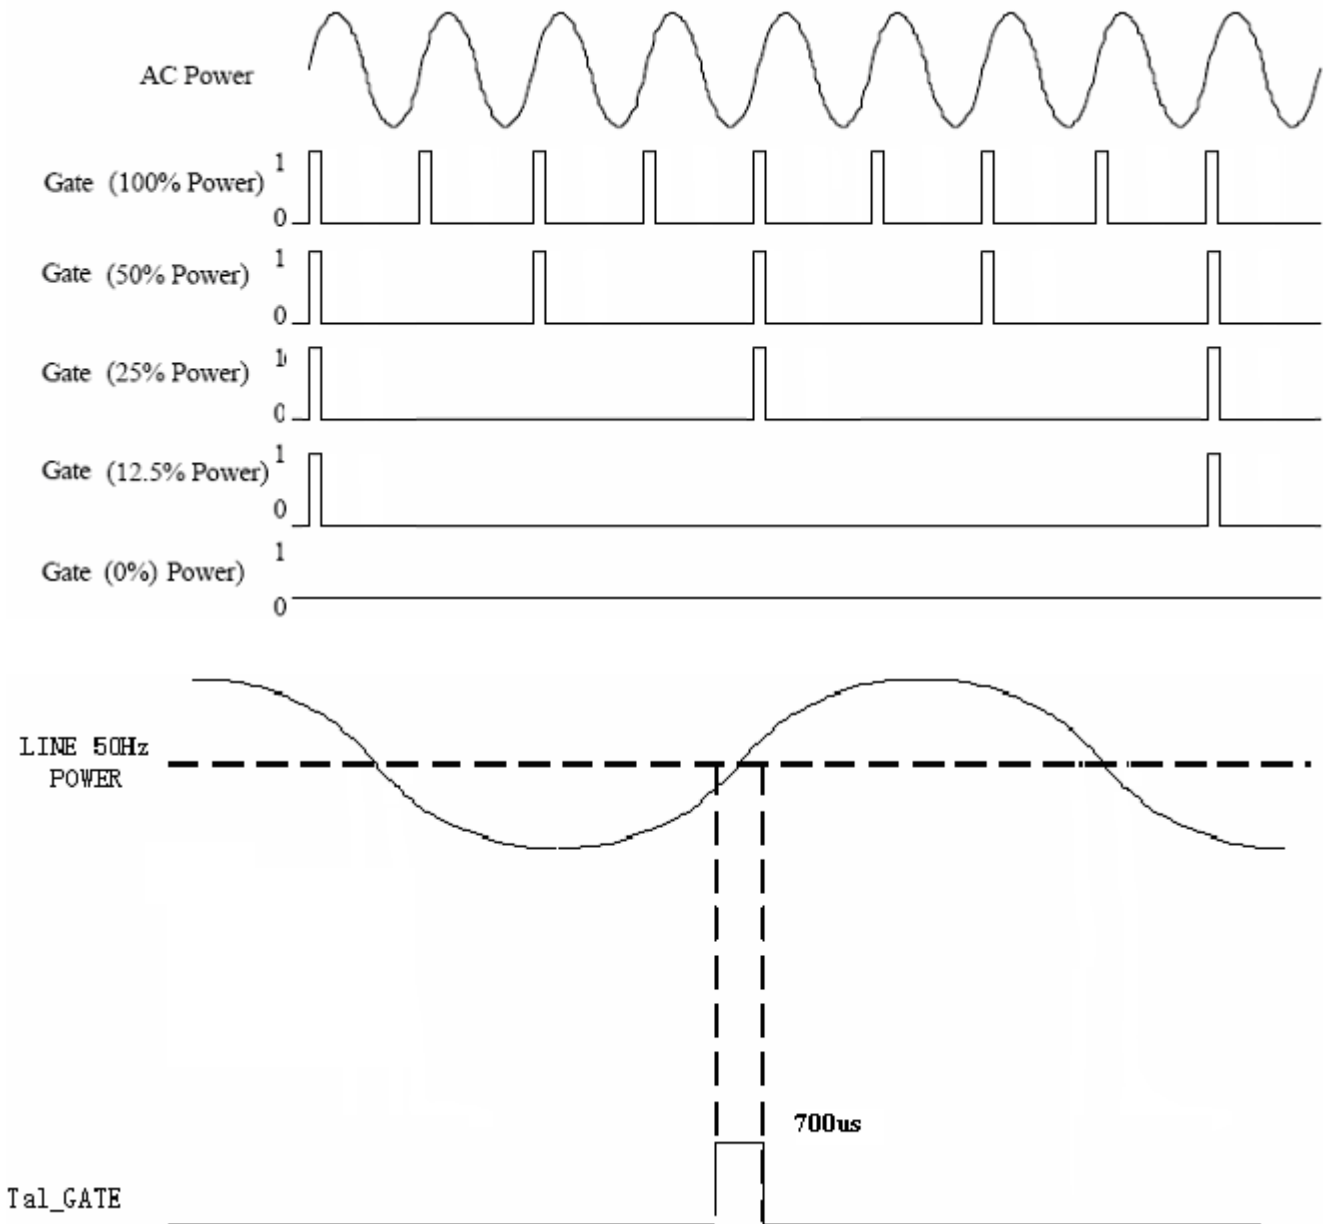 AC Power
1
Gate (100% Power)
0
1
Gate (50% Power)
0
1
Gate (25% Power)
0
1
Gate (12.5% Power)
0
1
Gate (0%) Power)
0
LINE 50Hz
POWER
700us
Tal_GATE